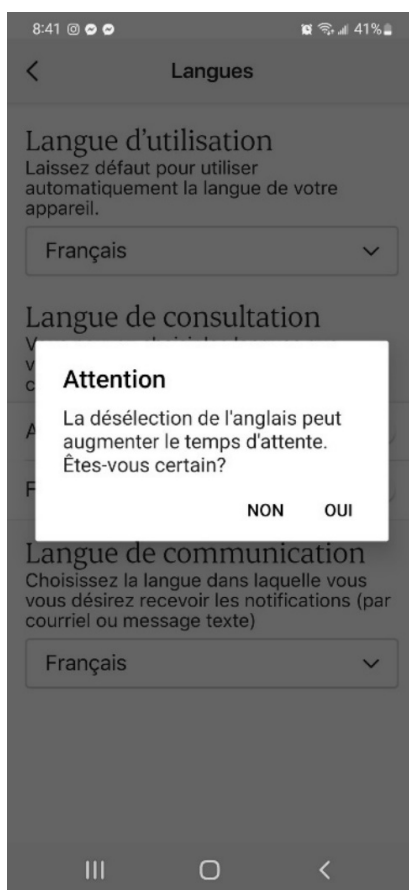 8:41
41%
Langues
Langue d'utilisation
Laissez défaut pour utiliser
automatiquement la langue de votre
appareil.
Français
Langue de consultation
Attention
La désélection de l'anglais peut
augmenter le temps d'attente.
Êtes-vous certain?
NON OUI
Langue de communication
Choisissez la langue dans laquelle vous
vous désirez recevoir les notifications (par
courriel ou message texte)
Français